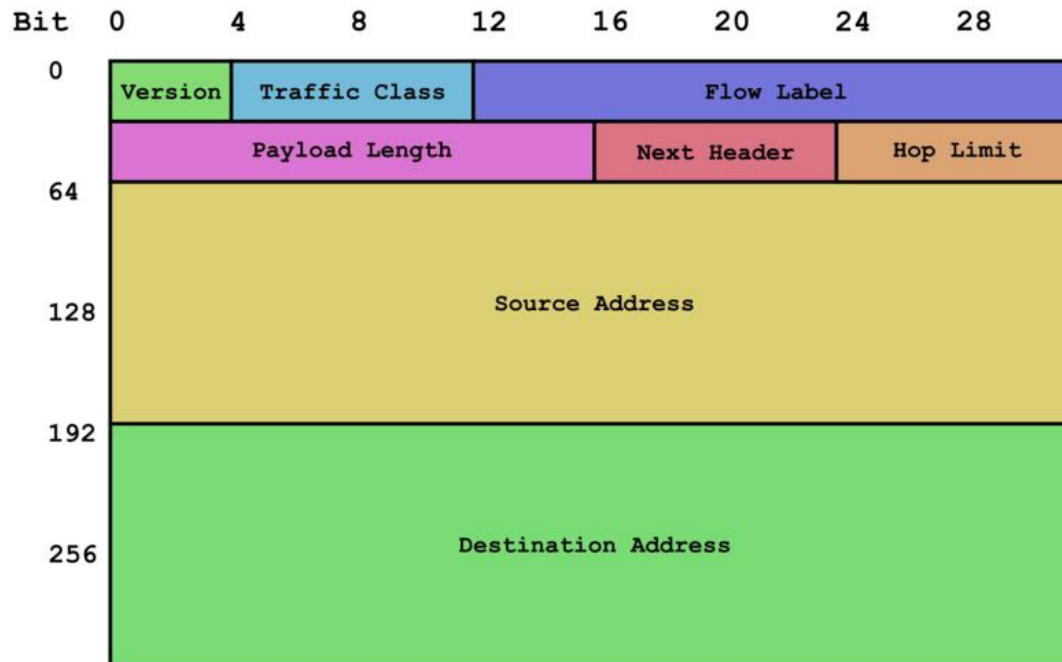 Bit 0 4 8 12 16 20 24 28
0 Version Traffic Class Flow Label
Payload Length Next Header Hop Limit
64
Source Address
128
192
Destination Address
256